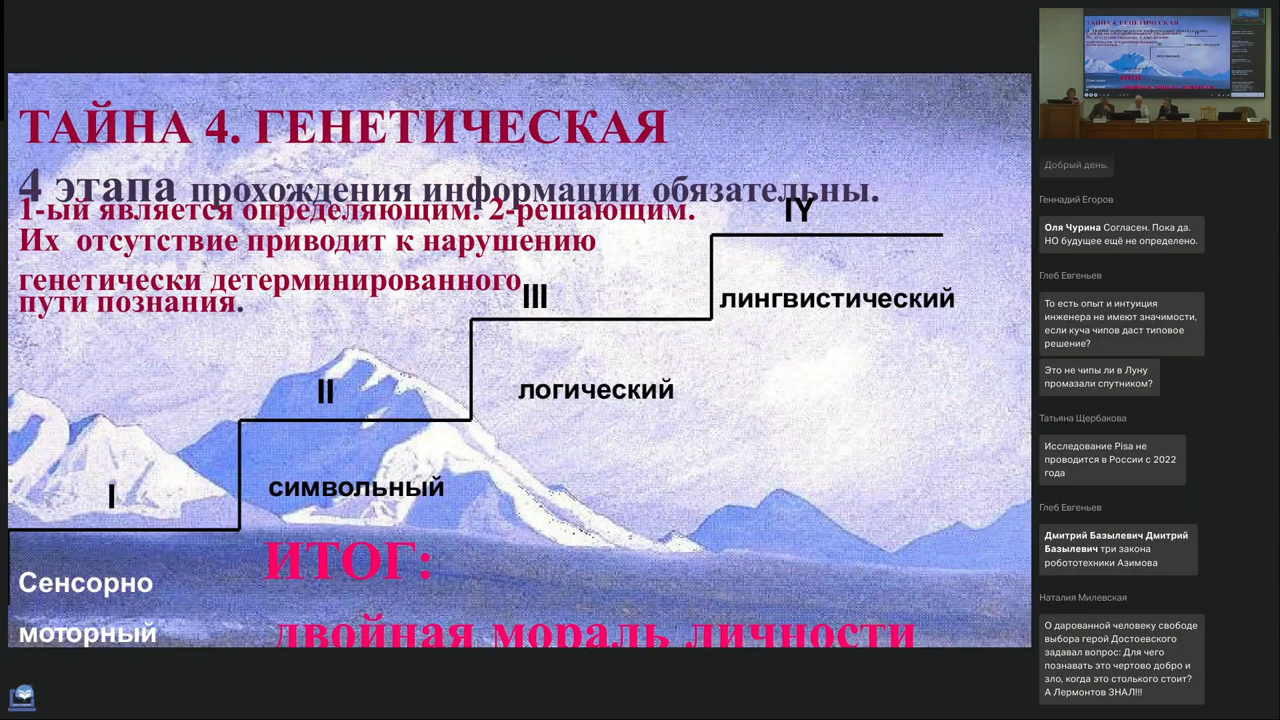 ТАЙНА 4. ГЕНЕТИЧЕСКАЯ
4 этапа прохождения информации обязательны.
1-ый является определяющим. 2-решающим.
Их отсутствие приводит к нарушению
генетически детерминированного
пути познания.
IY
III
лингвистический
II
логический
I
символьный
ИТОГ:
Сенсорно
моторный
двойная мораль личности
ТАЙНА 4. ГЕНЕТИЧЕСКАЯ
ИТОГ:
Добрый день.
Геннадий Егоров
Оля Чурина Согласен. Пока да.
НО будущее ещё не определено.
Глеб Евгеньев
То есть опыт и интуиция
инженера не имеют значимости,
если куча чипов даст типовое
решение?
Это не чипы ли в Луну
промазали спутником?
Татьяна Щербакова
Исследование Pisa не
проводится в России с 2022
года
Глеб Евгеньев
Дмитрий Базылевич Дмитрий
Базылевич три закона
робототехники Азимова
Наталия Милевская
О дарованной человеку свободе
выбора герой Достоевского
задавал вопрос: Для чего
познавать это чертово добро и
зло, когда это столького стоит?
А Лермонтов ЗНАЛ!!!